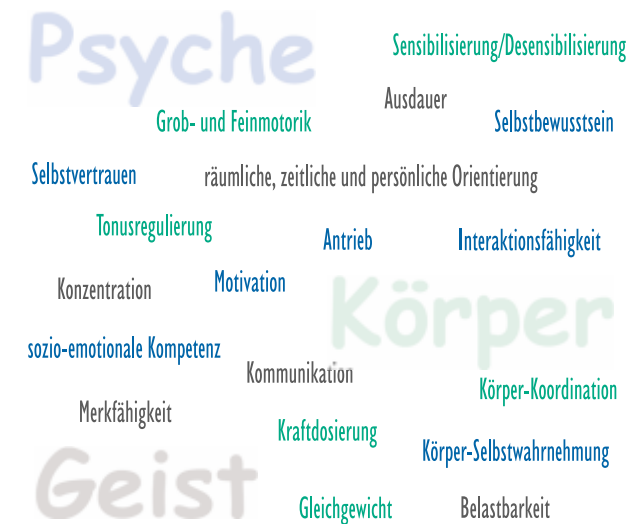 Psyche
Sensibilisierung/Desensibilisierung
Ausdauer
Grob- und Feinmotorik
Selbstbewusstsein
Selbstvertrauen
räumliche, zeitliche und persönliche Orientierung
Tonusregulierung
Antrieb
Interaktionsfähigkeit
Konzentration
Motivation
Körper
sozio-emotionale Kompetenz
Kommunikation
Körper-Koordination
Merkfähigkeit
Kraftdosierung
Körper-Selbstwahrnehmung
Geist
Gleichgewicht
Belastbarkeit